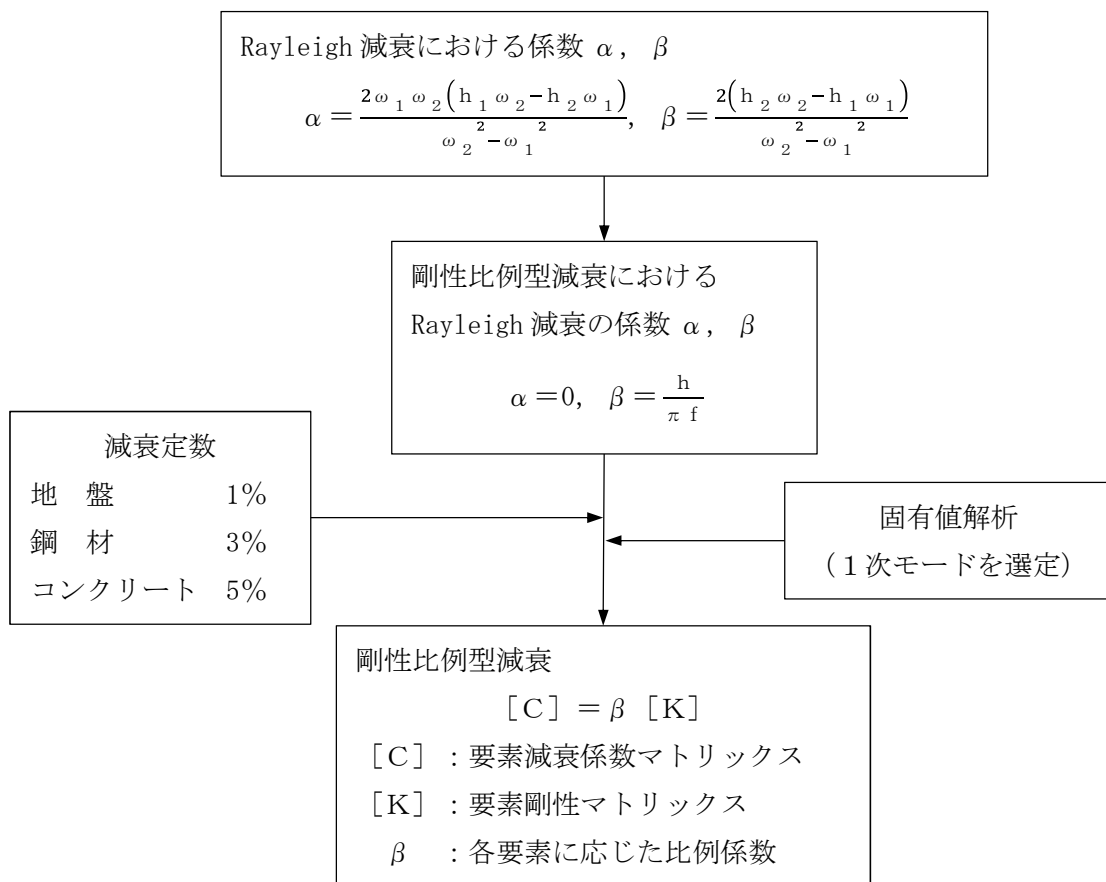 Rayleigh 減衰における係数 α, β
α＝2ω1ω2(h1ω2−h2ω1)/(ω2²−ω1²), β＝2(h2ω2−h1ω1)/(ω2²−ω1²)
剛性比例型減衰における
Rayleigh 減衰の係数 α, β
α＝0, β＝h/(πf)
減衰定数
地　盤　1％
鋼　材　3％
コンクリート　5％
固有値解析
(１次モードを選定)
剛性比例型減衰
［Ｃ］＝β［Ｋ］
［Ｃ］：要素減衰係数マトリックス
［Ｋ］：要素剛性マトリックス
β　：各要素に応じた比例係数